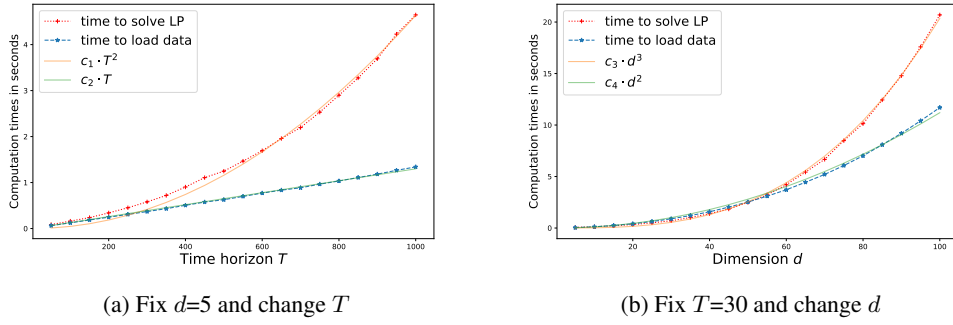 time to solve LP
time to load data
c₁ · T²
c₂ · T
Computation times in seconds
4
3
2
1
0
200
400
600
800
1000
Time horizon T
(a) Fix d=5 and change T
time to solve LP
time to load data
c₃ · d³
c₄ · d²
Computation times in seconds
20
15
10
5
0
20
40
60
80
100
Dimension d
(b) Fix T=30 and change d